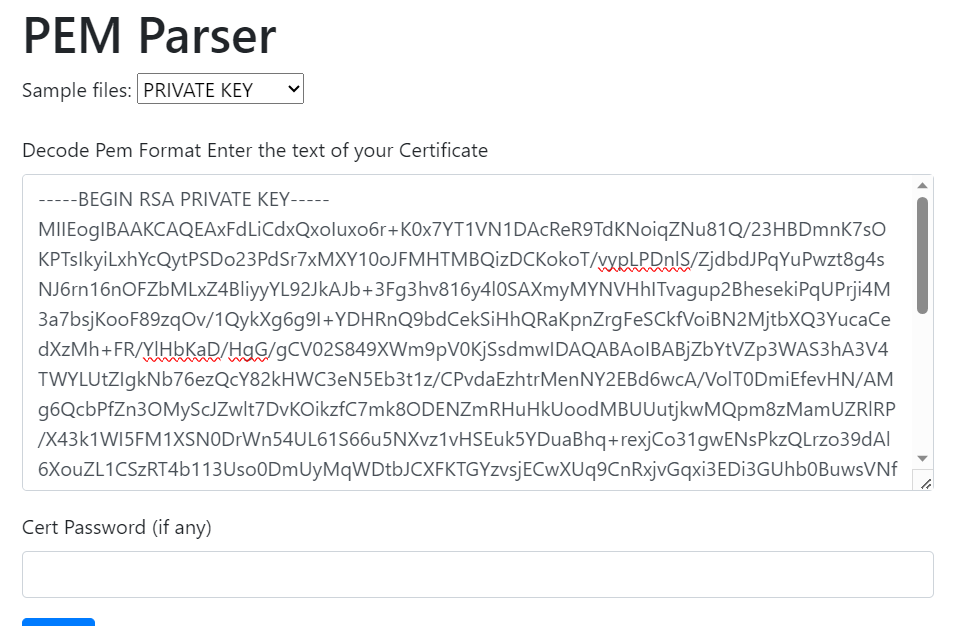 PEM Parser
Sample files: PRIVATE KEY
Decode Pem Format Enter the text of your Certificate
-----BEGIN RSA PRIVATE KEY-----
MIIEogIBAAKCAQEAxFdLiCdxQxoIuxo6r+K0x7YT1VN1DAcReR9TdKNoiqZNu81Q/23HBDmnK7sO
KPTsIkyiLxhYcQytPSDo23PdSr7xMXY10oJFMHTMBQizDCKokoT/vypLPDnlS/ZjdbdJPqYuPwzt8g4s
NJ6rn16nOFZbMLxZ4BliyyYL92JkAJb+3Fg3hv816y4l0SAXmyMYNVHhITvagup2BhesekiPqUPrji4M
3a7bsjKooF89zqOv/1QykXg6g9I+YDHRnQ9bdCekSiHhQRaKpnZrgFeSCkfVoiBN2MjtbXQ3YucaCe
dXzMh+FR/YlHbKaD/HgG/gCV02S849XWm9pV0KjSsdmwIDAQABAoIBABjZbYtVZp3WAS3hA3V4
TWYLUtZIgkNb76ezQcY82kHWC3eN5Eb3t1z/CPvdaEzhtrMenNY2EBd6wcA/VolT0DmiEfevHN/AM
g6QcbPfZn3OMyScJZwlt7DvKOikzfC7mk8ODENZmRHuHkUoodMBUUutjkwMQpm8zMamUZRlRP
/X43k1WI5FM1XSN0DrWn54UL61S66u5NXvz1vHSEuk5YDuaBhq+rexjCo31gwENsPkzQLrzo39dAl
6XouZL1CSzRT4b113Uso0DmUyMqWDtbJCXFKTGYzvsjECwXUq9CnRxjvGqxi3EDi3GUhb0BuwsVNf
Cert Password (if any)